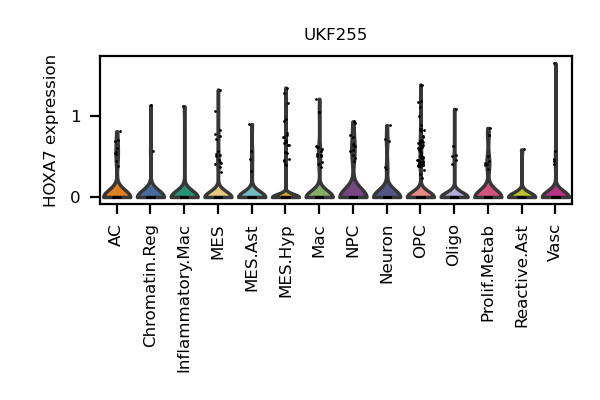 UKF255
HOXA7 expression
1
0
AC
Chromatin.Reg
Inflammatory.Mac
MES
MES.Ast
MES.Hyp
Mac
NPC
Neuron
OPC
Oligo
Prolif.Metab
Reactive.Ast
Vasc